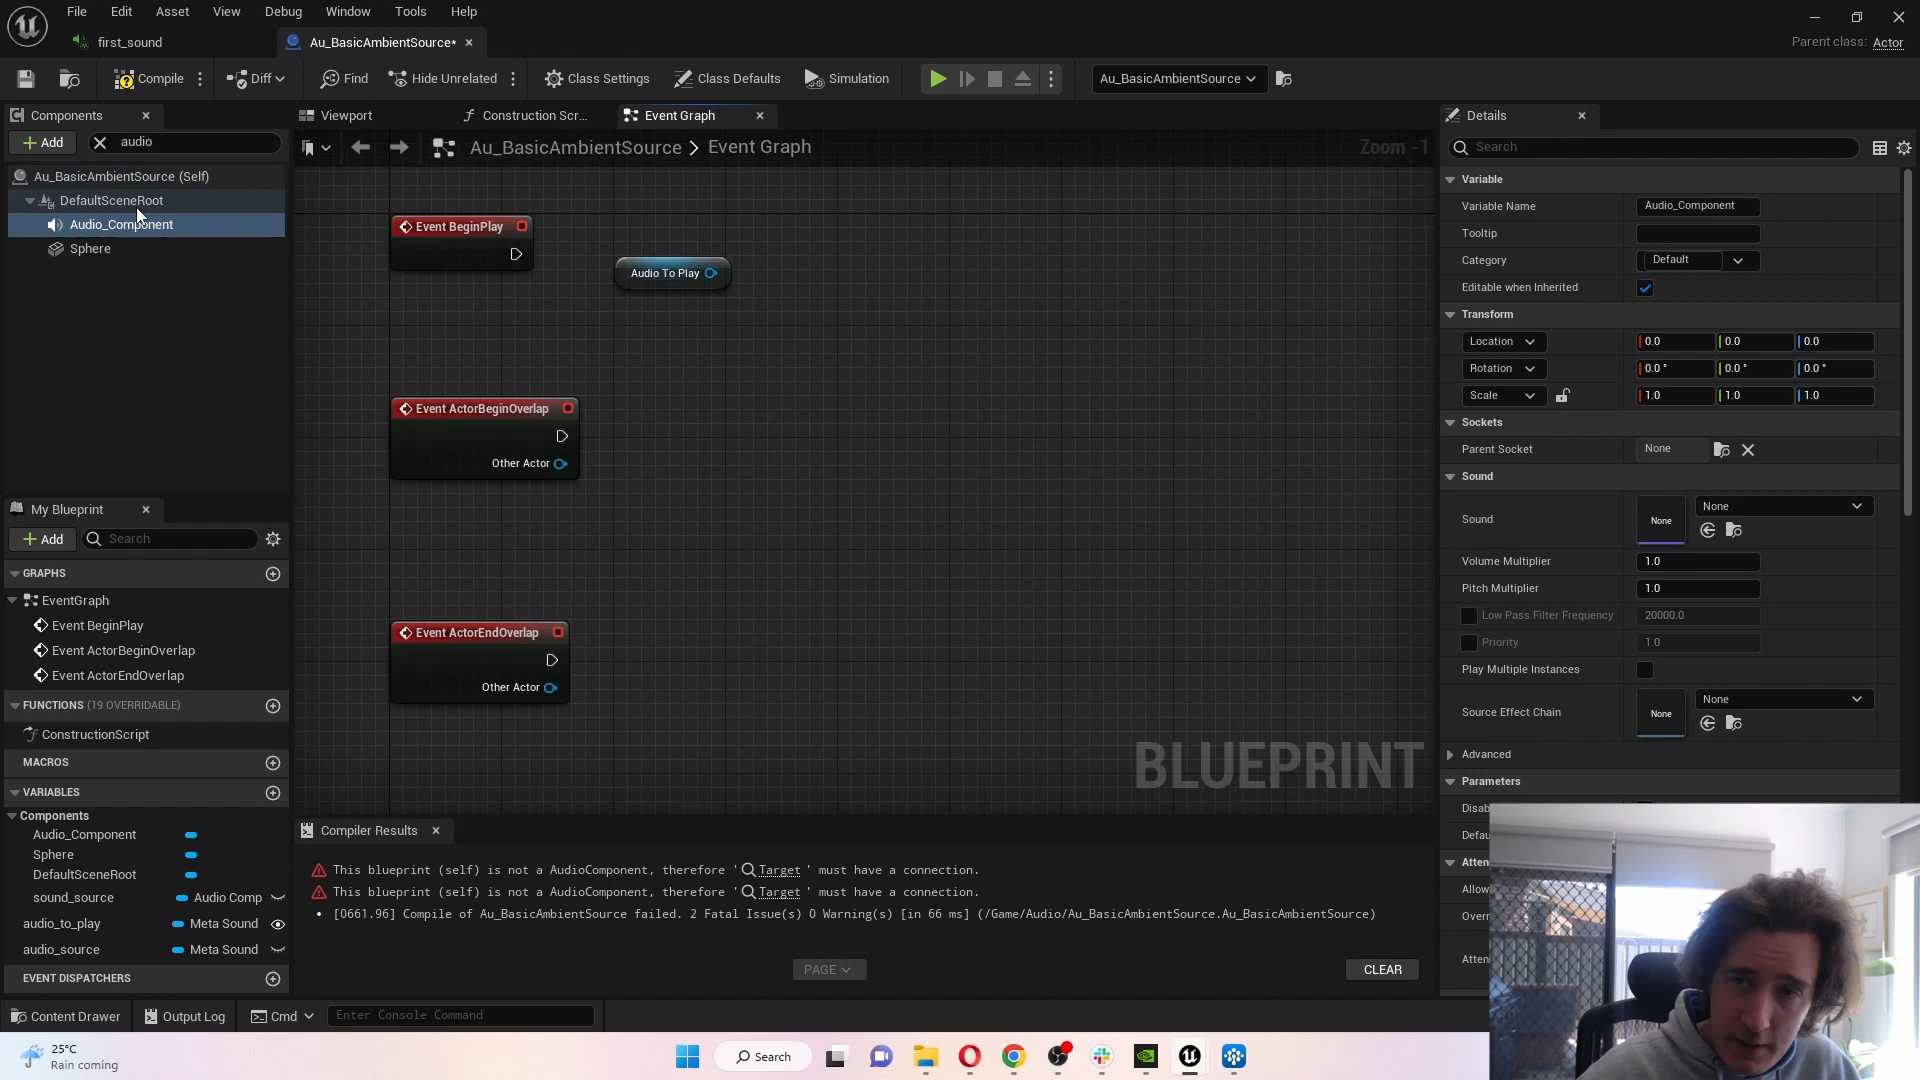 File Edit Asset View Debug Window Tools Help
first_sound
Au_BasicAmbientSource*
Parent class: Actor
Compile
Diff
Find
Hide Unrelated
Class Settings
Class Defaults
Simulation
Au_BasicAmbientSource
Components
Add
audio
Au_BasicAmbientSource (Self)
DefaultSceneRoot
Audio_Component
Sphere
My Blueprint
Add
Search
GRAPHS
EventGraph
Event BeginPlay
Event ActorBeginOverlap
Event ActorEndOverlap
FUNCTIONS (19 OVERRIDABLE)
ConstructionScript
MACROS
VARIABLES
Components
Audio_Component
Sphere
DefaultSceneRoot
sound_source Audio Comp
audio_to_play Meta Sound
audio_source Meta Sound
EVENT DISPATCHERS
Viewport
Construction Scr...
Event Graph
Au_BasicAmbientSource > Event Graph
Zoom -1
Event BeginPlay
Audio To Play
Event ActorBeginOverlap
Other Actor
Event ActorEndOverlap
Other Actor
BLUEPRINT
Compiler Results
This blueprint (self) is not a AudioComponent, therefore ' Target ' must have a connection.
This blueprint (self) is not a AudioComponent, therefore ' Target ' must have a connection.
• [0661.96] Compile of Au_BasicAmbientSource failed. 2 Fatal Issue(s) 0 Warning(s) [in 66 ms] (/Game/Audio/Au_BasicAmbientSource.Au_BasicAmbientSource)
PAGE
CLEAR
Details
Search
Variable
Variable Name Audio_Component
Tooltip
Category Default
Editable when Inherited
Transform
Location 0.0 0.0 0.0
Rotation 0.0 ° 0.0 ° 0.0 °
Scale 1.0 1.0 1.0
Sockets
Parent Socket None
Sound
Sound None None
Volume Multiplier 1.0
Pitch Multiplier 1.0
Low Pass Filter Frequency 20000.0
Priority 1.0
Play Multiple Instances
Source Effect Chain None None
Advanced
Parameters
Disab
Defau
Atten
Allow
Over
Atten
Content Drawer
Output Log
Cmd
Enter Console Command
25°C
Rain coming
Search